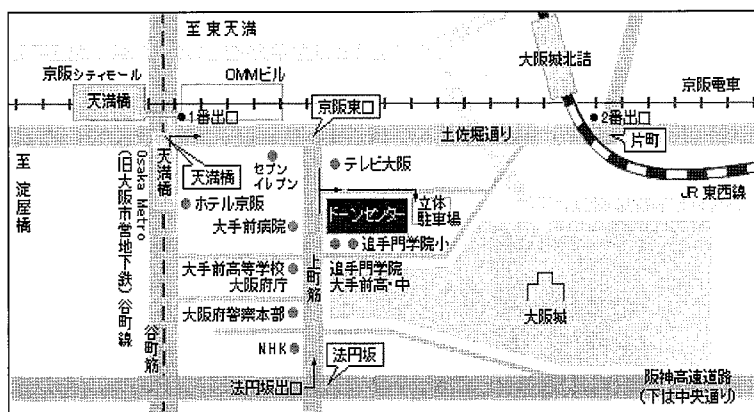 至 東天満
大阪城北詰
京阪シティモール
OMMビル
京阪電車
天満橋
京阪東口
1番出口
2番出口
土佐堀通り
片町
至 淀屋橋
Osaka Metro
(旧大阪市営地下鉄)谷町線
天満橋
天満橋
セブン
イレブン
テレビ大阪
JR東西線
ホテル京阪
ドーンセンター
立体
駐車場
大手前病院
追手門学院小
上町筋
大手前高等学校
大阪府庁
追手門学院
大手前高・中
大阪城
大阪府警察本部
谷町筋
NHK
法円坂出口
法円坂
阪神高速道路
(下は中央通り)